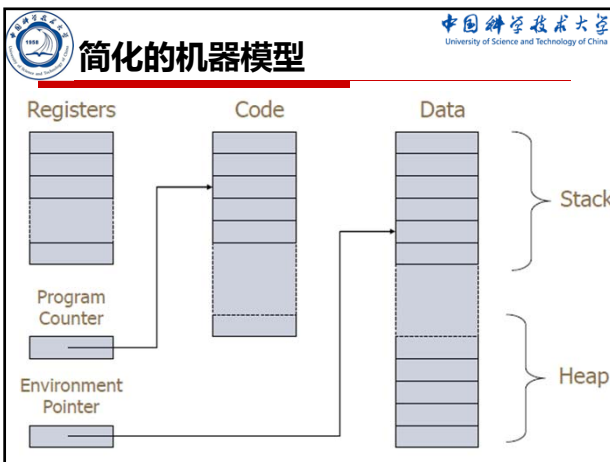 中国科学技术大学
University of Science and Technology of China
1958
简化的机器模型
Registers
Code
Data
Stack
Program
Counter
Environment
Pointer
Heap